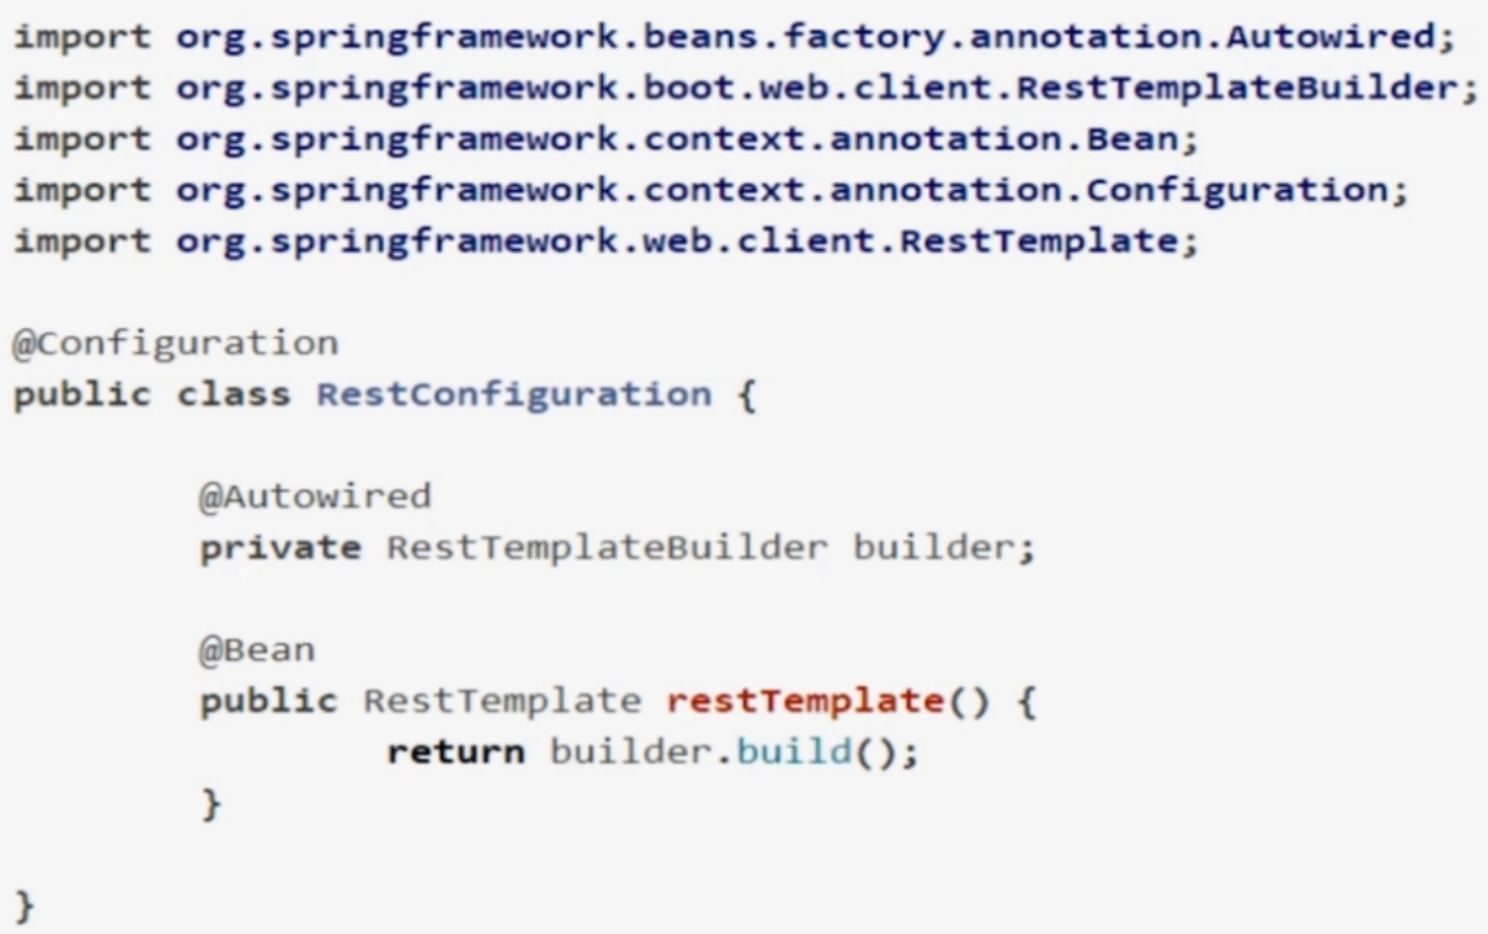 import org.springframework.beans.factory.annotation.Autowired;
import org.springframework.boot.web.client.RestTemplateBuilder;
import org.springframework.context.annotation.Bean;
import org.springframework.context.annotation.Configuration;
import org.springframework.web.client.RestTemplate;
@Configuration
public class RestConfiguration {
@Autowired
private RestTemplateBuilder builder;
@Bean
public RestTemplate restTemplate() {
return builder.build();
}
}